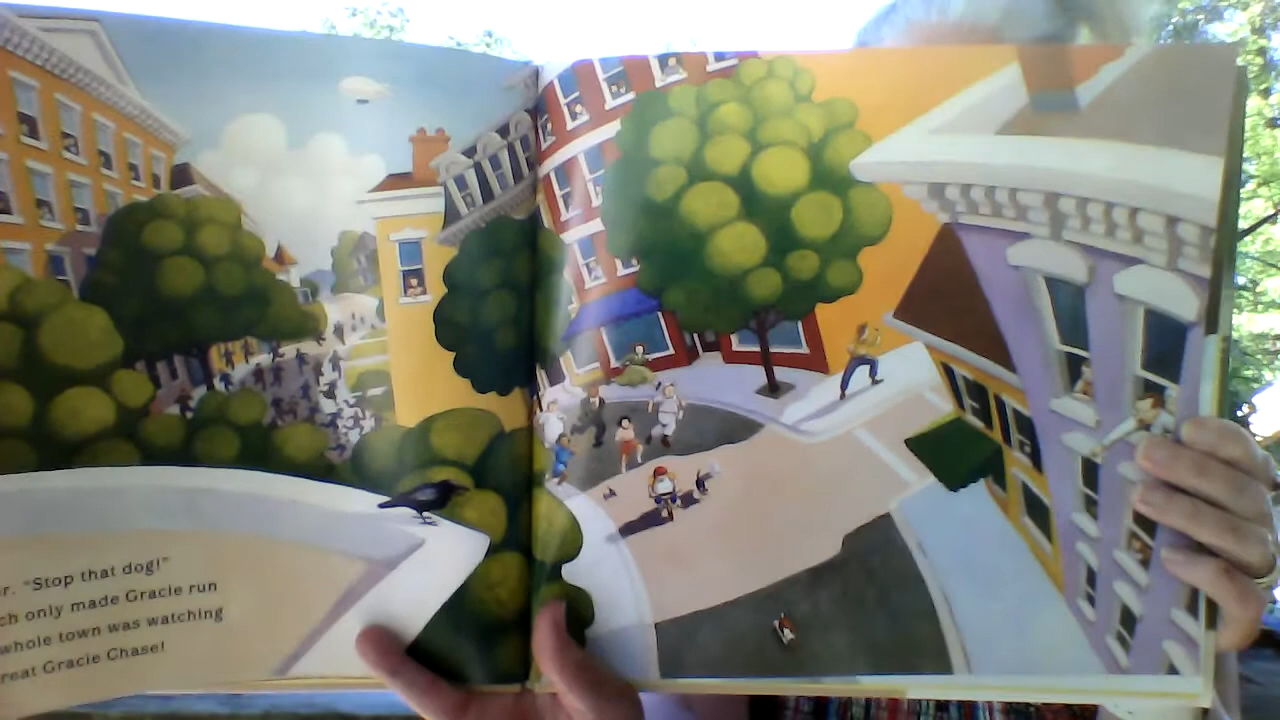 r. "Stop that dog!"
ch only made Gracie run
whole town was watching
reat Gracie Chase!